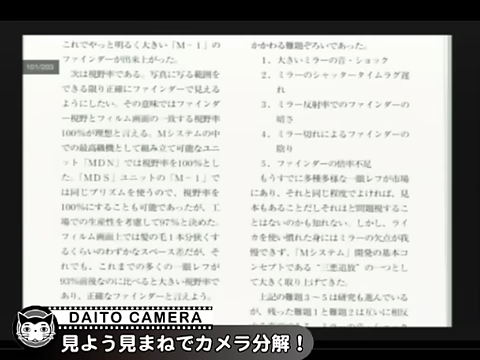 101/203
これでやっと明るく大きい「M-1」の
ファインダーが出来上がった。
次は視野率である。写真に写る範囲を
できる限り正確にファインダーで見える
ようにしたい。その意味ではファインダ
ー視野とフィルム画面の一致する視野率
100%が理想と言える。Mシステムの中
での最高級機として組み立て可能なユニ
ット「MDN」では視野率を100%とし
た。「MDS」ユニットの「M-1」で
は同じプリズムを使うので、視野率を
100%にすることも可能であったが、工
場での生産性を考慮して97%と決めた。
フィルム画面上では髪の毛1本分狭くす
るくらいのわずかなスペース差だが、そ
れでも、これまでの多くの一眼レフが
93%前後なのに比べると大きい視野率で
あり、正確なファインダーと言えよう。
かかわる難題ぞろいであった。
1、大きいミラーの音・ショック
2、ミラーのシャッタータイムラグ遅
れ
3、ミラー反射率でのファインダーの
暗さ
4、ミラー切れによるファインダーの
陰り
5、ファインダーの倍率不足
もうすでに多種多様な一眼レフが市場
にあり、それと同じ程度でよければ、見
本もあることだしそれほど問題視するこ
とはないのかも知れない。しかし、ライ
カを使い慣れた身にはミラーの欠点が我
慢できず、「Mシステム」開発の基本コ
ンセプトである“三悪追放”の一つとし
て大きく取り上げてきた。
上記の難題3～5は研究も進んでいる
が、残った難題1と難題2は互いに相反
DAITO CAMERA
見よう見まねでカメラ分解！